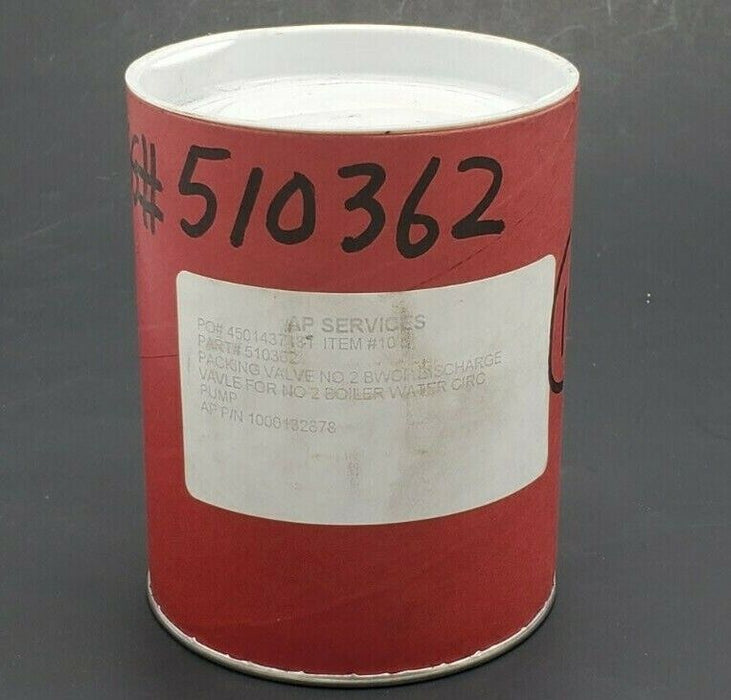 S# 510362
AP SERVICES
PO# 4501437131 ITEM #10
PART# 510362
PACKING VALVE NO 2 BWCP DISCHARGE
VAVLE FOR NO 2 BOILER WATER CIRC
PUMP
AP P/N 1000132878